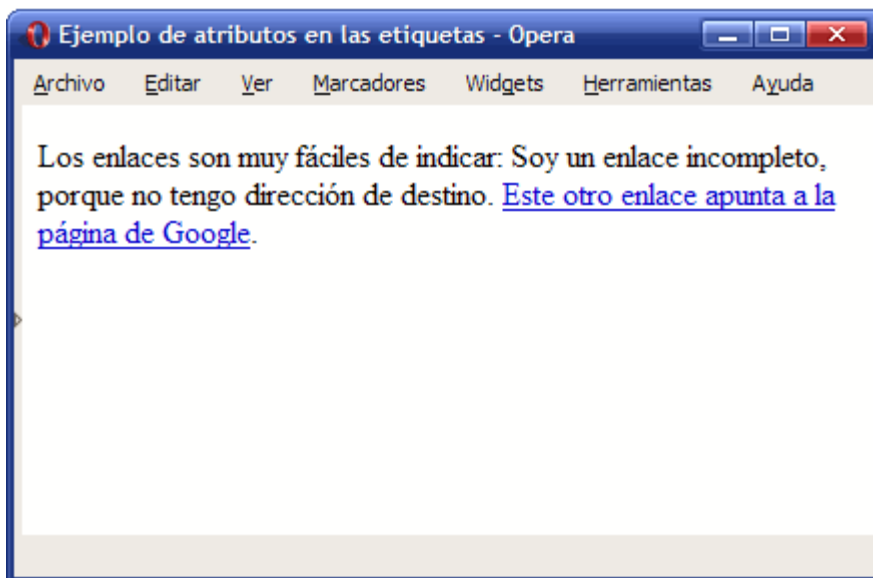 Ejemplo de atributos en las etiquetas - Opera
Archivo Editar Ver Marcadores Widgets Herramientas Ayuda
Los enlaces son muy fáciles de indicar: Soy un enlace incompleto,
porque no tengo dirección de destino. Este otro enlace apunta a la
página de Google.